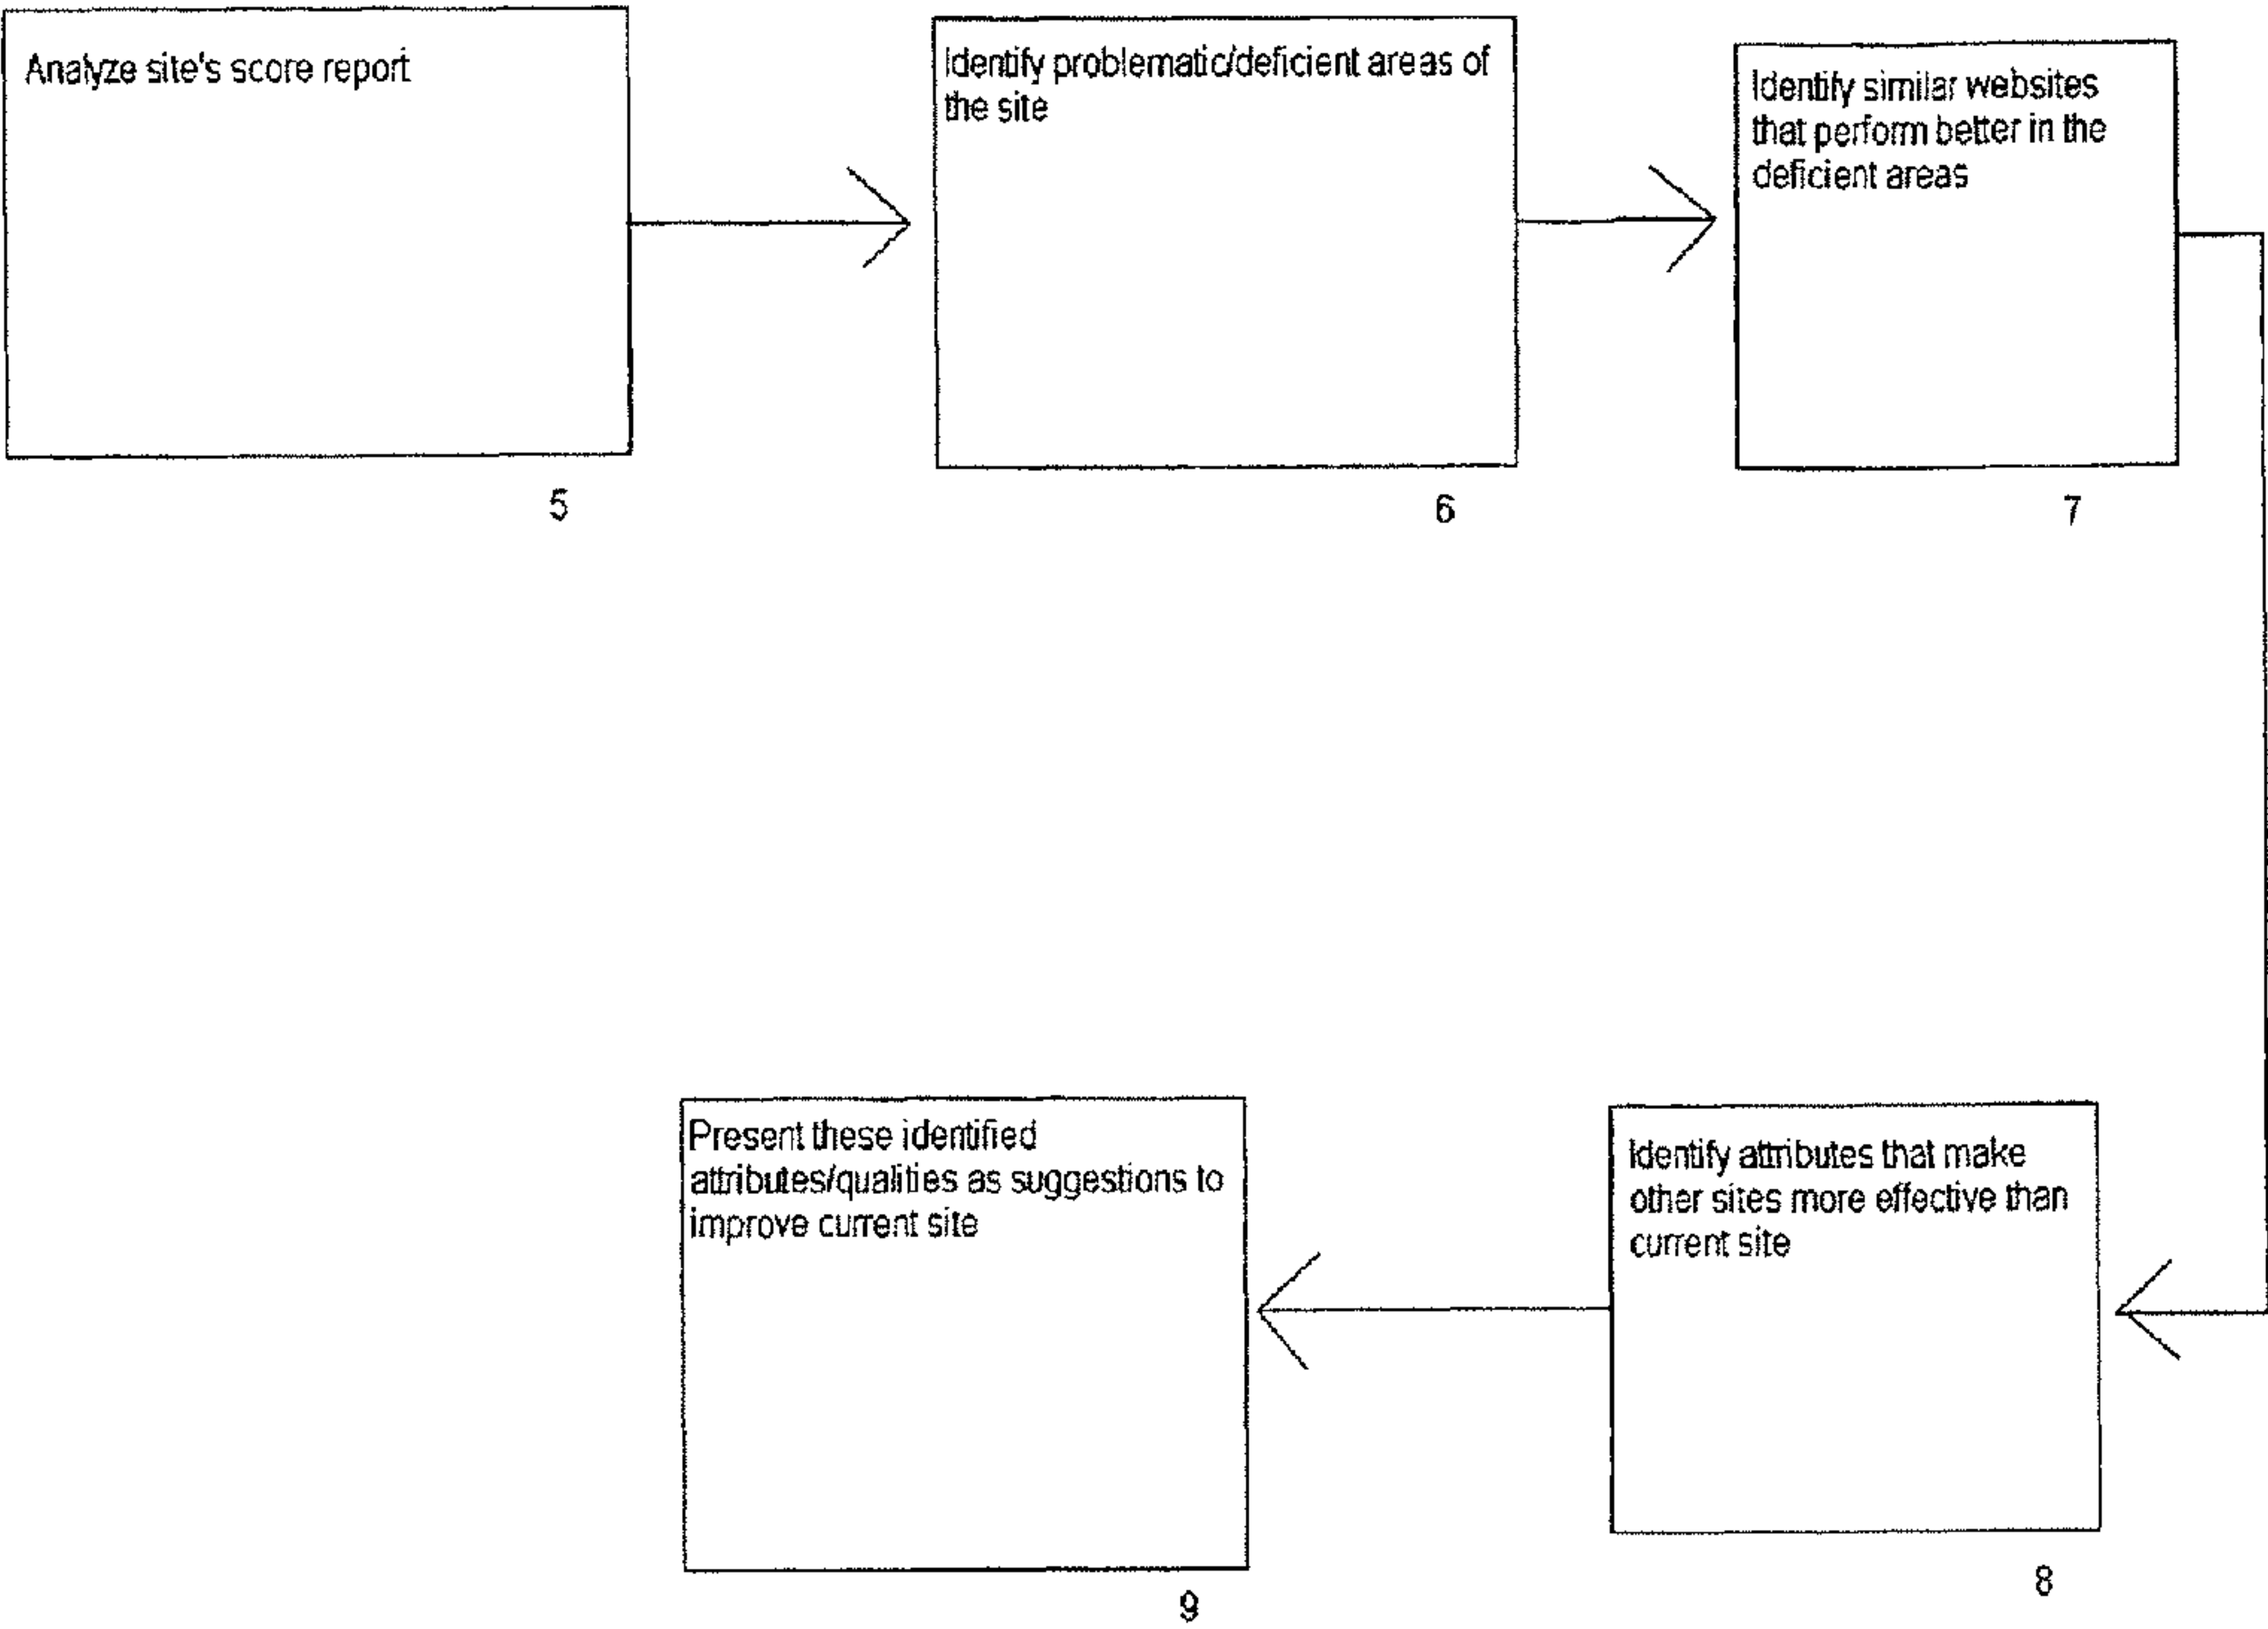 Analyze site's score report
5
Identify problematic/deficient areas of
the site
6
Identify similar websites
that perform better in the
deficient areas
7
Identify attributes that make
other sites more effective than
current site
8
Present these identified
attributes/qualities as suggestions to
improve current site
9